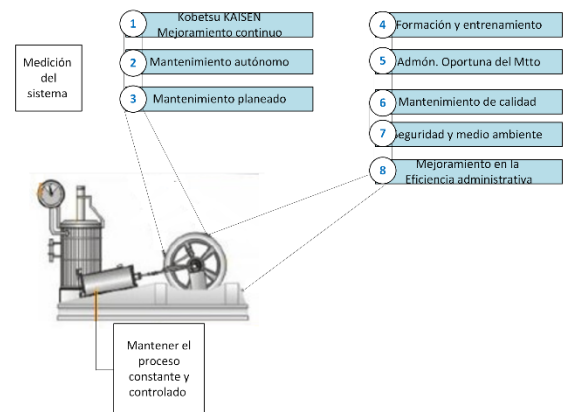 1 Kobetsu KAISEN
Mejoramiento continuo
2 Mantenimiento autónomo
3 Mantenimiento planeado
Medición
del
sistema
4 Formación y entrenamiento
5 Admón. Oportuna del Mtto
6 Mantenimiento de calidad
7 Seguridad y medio ambiente
8 Mejoramiento en la
Eficiencia administrativa
Mantener el
proceso
constante y
controlado